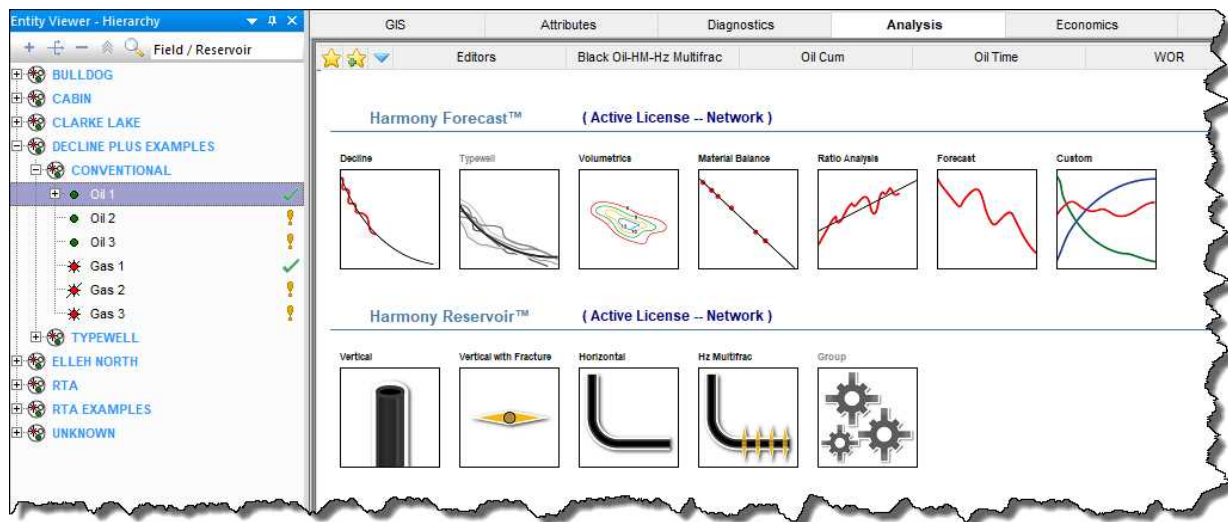 Entity Viewer - Hierarchy
Field / Reservoir
BULLDOG
CABIN
CLARKE LAKE
DECLINE PLUS EXAMPLES
CONVENTIONAL
Oil 1
Oil 2
Oil 3
Gas 1
Gas 2
Gas 3
TYPEWELL
ELLEH NORTH
RTA
RTA EXAMPLES
UNKNOWN
GIS Attributes Diagnostics Analysis Economics
Editors Black Oil-HM-Hz Multifrac Oil Cum Oil Time WOR
Harmony Forecast™ ( Active License -- Network )
Decline Typewell Volumetrics Material Balance Ratio Analysis Forecast Custom
Harmony Reservoir™ ( Active License -- Network )
Vertical Vertical with Fracture Horizontal Hz Multifrac Group